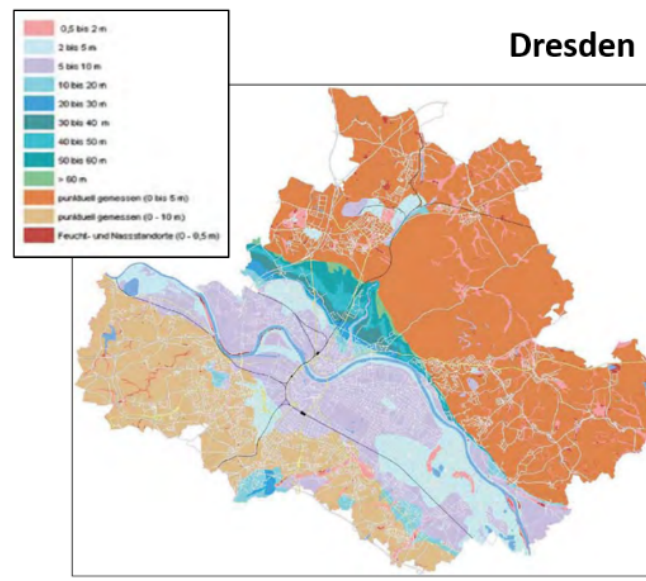 Dresden
0,5 bis 2 m
2 bis 5 m
5 bis 10 m
10 bis 20 m
20 bis 30 m
30 bis 40 m
40 bis 50 m
50 bis 60 m
> 60 m
punktuell gemessen (0 bis 5 m)
punktuell gemessen (0 - 10 m)
Feucht- und Nassstandorte (0 - 0,5 m)